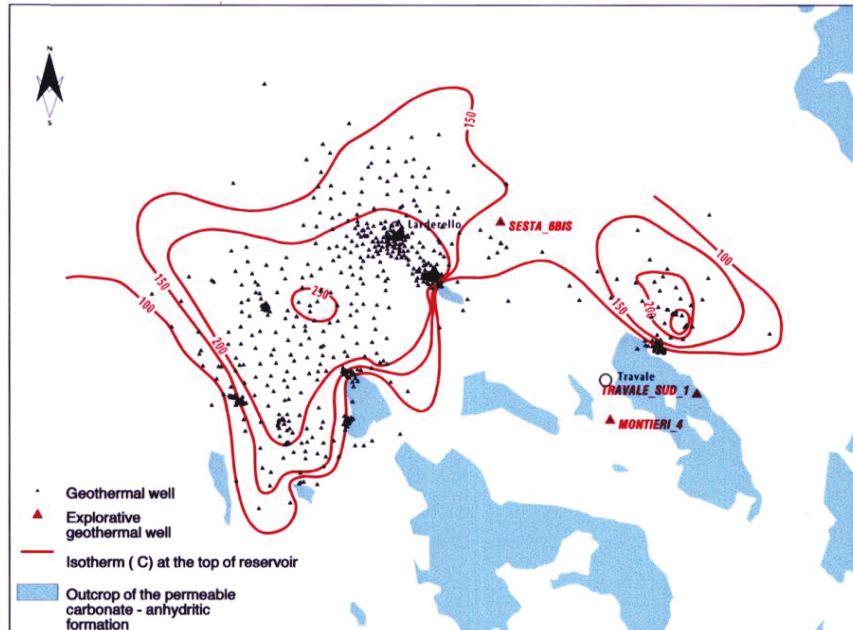 N
S
150
Larderello
SESTA_6BIS
100
150
100
250
200
150
200
Travale
TRAVALE_SUD_1
MONTIERI_4
Geothermal well
Explorative
geothermal well
Isotherm ( C) at the top of reservoir
Outcrop of the permeable
carbonate - anhydritic
formation